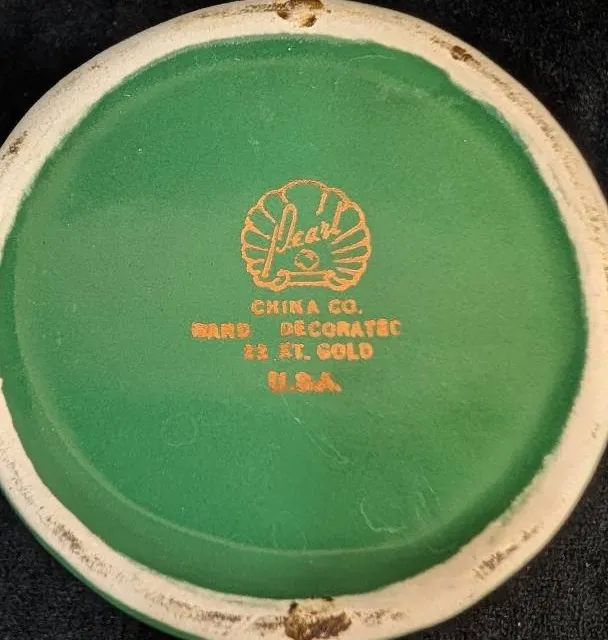 Pearl
CHINA CO.
HAND DECORATED
22 KT. GOLD
U.S.A.